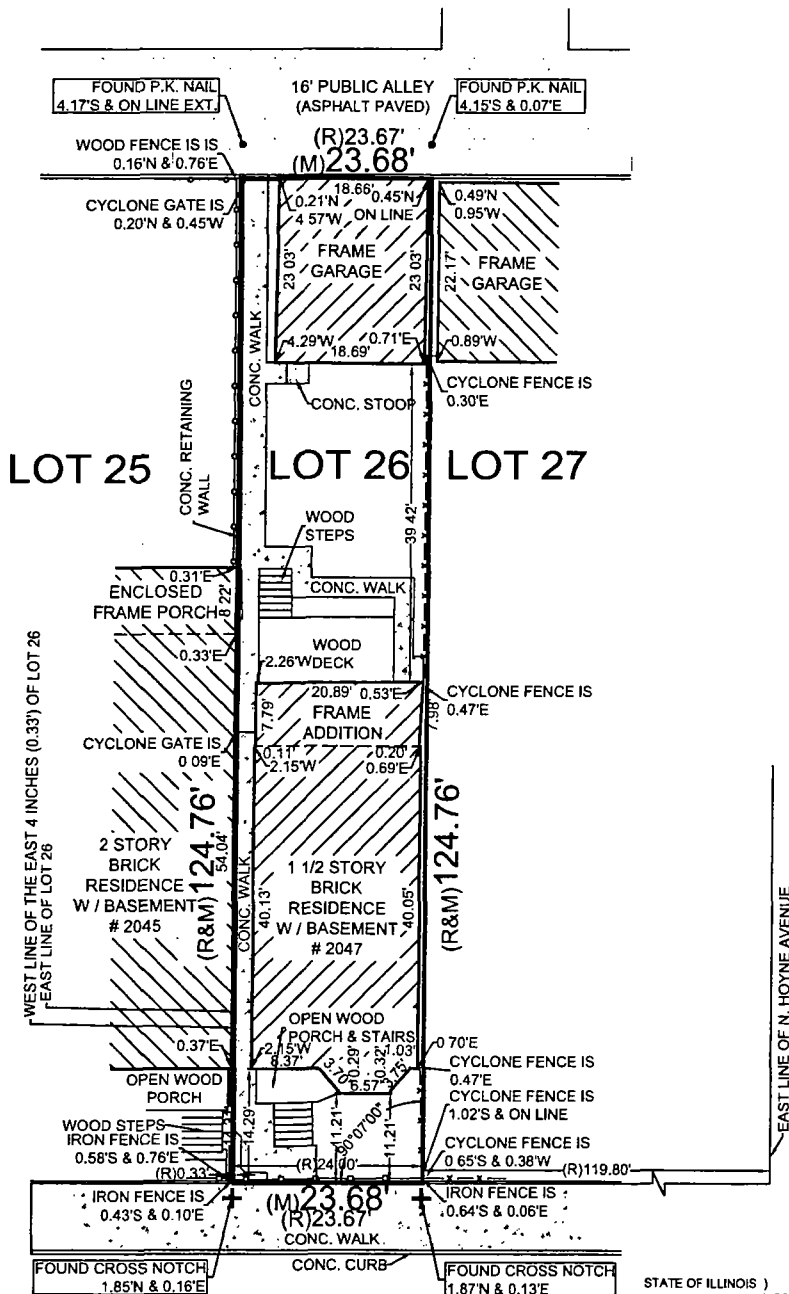 FOUND P.K. NAIL
4.17'S & ON LINE EXT.
16' PUBLIC ALLEY
(ASPHALT PAVED)
FOUND P.K. NAIL
4.15'S & 0.07'E
(R)23.67'
(M)23.68'
WOOD FENCE IS IS
0.16'N & 0.76'E
CYCLONE GATE IS
0.20'N & 0.45'W
18.66'
0.21'N
4 57'W
0.45'N
ON LINE
0.49'N
0.95'W
FRAME
GARAGE
23 03'
23 03'
22.17'
FRAME
GARAGE
4.29'W
18.69'
0.71'E
0.89'W
CONC. WALK
CONC. STOOP
CYCLONE FENCE IS
0.30'E
CONC. RETAINING
WALL
LOT 25
LOT 26
LOT 27
39 42'
WOOD
STEPS
CONC. WALK
0.31'E
ENCLOSED
FRAME PORCH
8 22'
0.33'E
WOOD
DECK
2.26'W
20.89'
0.53'E
CYCLONE FENCE IS
0.47'E
7.79'
FRAME
ADDITION
7.98'
CYCLONE GATE IS
0 09'E
0.11'
2.15'W
0.20'
0.69'E
WEST LINE OF THE EAST 4 INCHES (0.33') OF LOT 26
EAST LINE OF LOT 26
2 STORY
BRICK
RESIDENCE
W / BASEMENT
# 2045
54.04'
(R&M)124.76'
CONC. WALK
40.13'
1 1/2 STORY
BRICK
RESIDENCE
W / BASEMENT
# 2047
40.05'
(R&M)124.76'
EAST LINE OF N. HOYNE AVENUE
OPEN WOOD
PORCH & STAIRS
0.37'E
2.15'W
8.37'
3.70'
0.29'
6.57'
0.32'
3.75'
1.03'
0.70'E
CYCLONE FENCE IS
0.47'E
OPEN WOOD
PORCH
CYCLONE FENCE IS
1.02'S & ON LINE
WOOD STEPS
IRON FENCE IS
0.58'S & 0.76'E
14.29'
11.21'
90°07'00"
11.21'
CYCLONE FENCE IS
0 65'S & 0.38'W
(R)0.33'
(R)24.00'
(R)119.80'
IRON FENCE IS
0.43'S & 0.10'E
(M)23.68'
(R)23.67'
IRON FENCE IS
0.64'S & 0.06'E
CONC. WALK
CONC. CURB
FOUND CROSS NOTCH
1.85'N & 0.16'E
FOUND CROSS NOTCH
1.87'N & 0.13'E
STATE OF ILLINOIS )